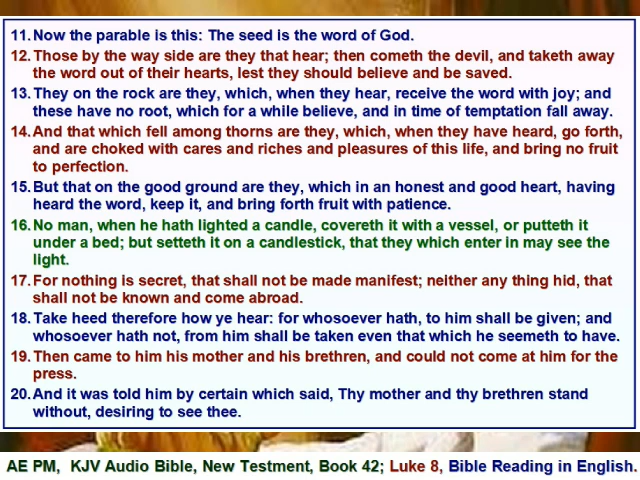 11. Now the parable is this: The seed is the word of God.
12. Those by the way side are they that hear; then cometh the devil, and taketh away
the word out of their hearts, lest they should believe and be saved.
13. They on the rock are they, which, when they hear, receive the word with joy; and
these have no root, which for a while believe, and in time of temptation fall away.
14. And that which fell among thorns are they, which, when they have heard, go forth,
and are choked with cares and riches and pleasures of this life, and bring no fruit
to perfection.
15. But that on the good ground are they, which in an honest and good heart, having
heard the word, keep it, and bring forth fruit with patience.
16. No man, when he hath lighted a candle, covereth it with a vessel, or putteth it
under a bed; but setteth it on a candlestick, that they which enter in may see the
light.
17. For nothing is secret, that shall not be made manifest; neither any thing hid, that
shall not be known and come abroad.
18. Take heed therefore how ye hear: for whosoever hath, to him shall be given; and
whosoever hath not, from him shall be taken even that which he seemeth to have.
19. Then came to him his mother and his brethren, and could not come at him for the
press.
20. And it was told him by certain which said, Thy mother and thy brethren stand
without, desiring to see thee.
AE PM, KJV Audio Bible, New Testment, Book 42; Luke 8, Bible Reading in English.